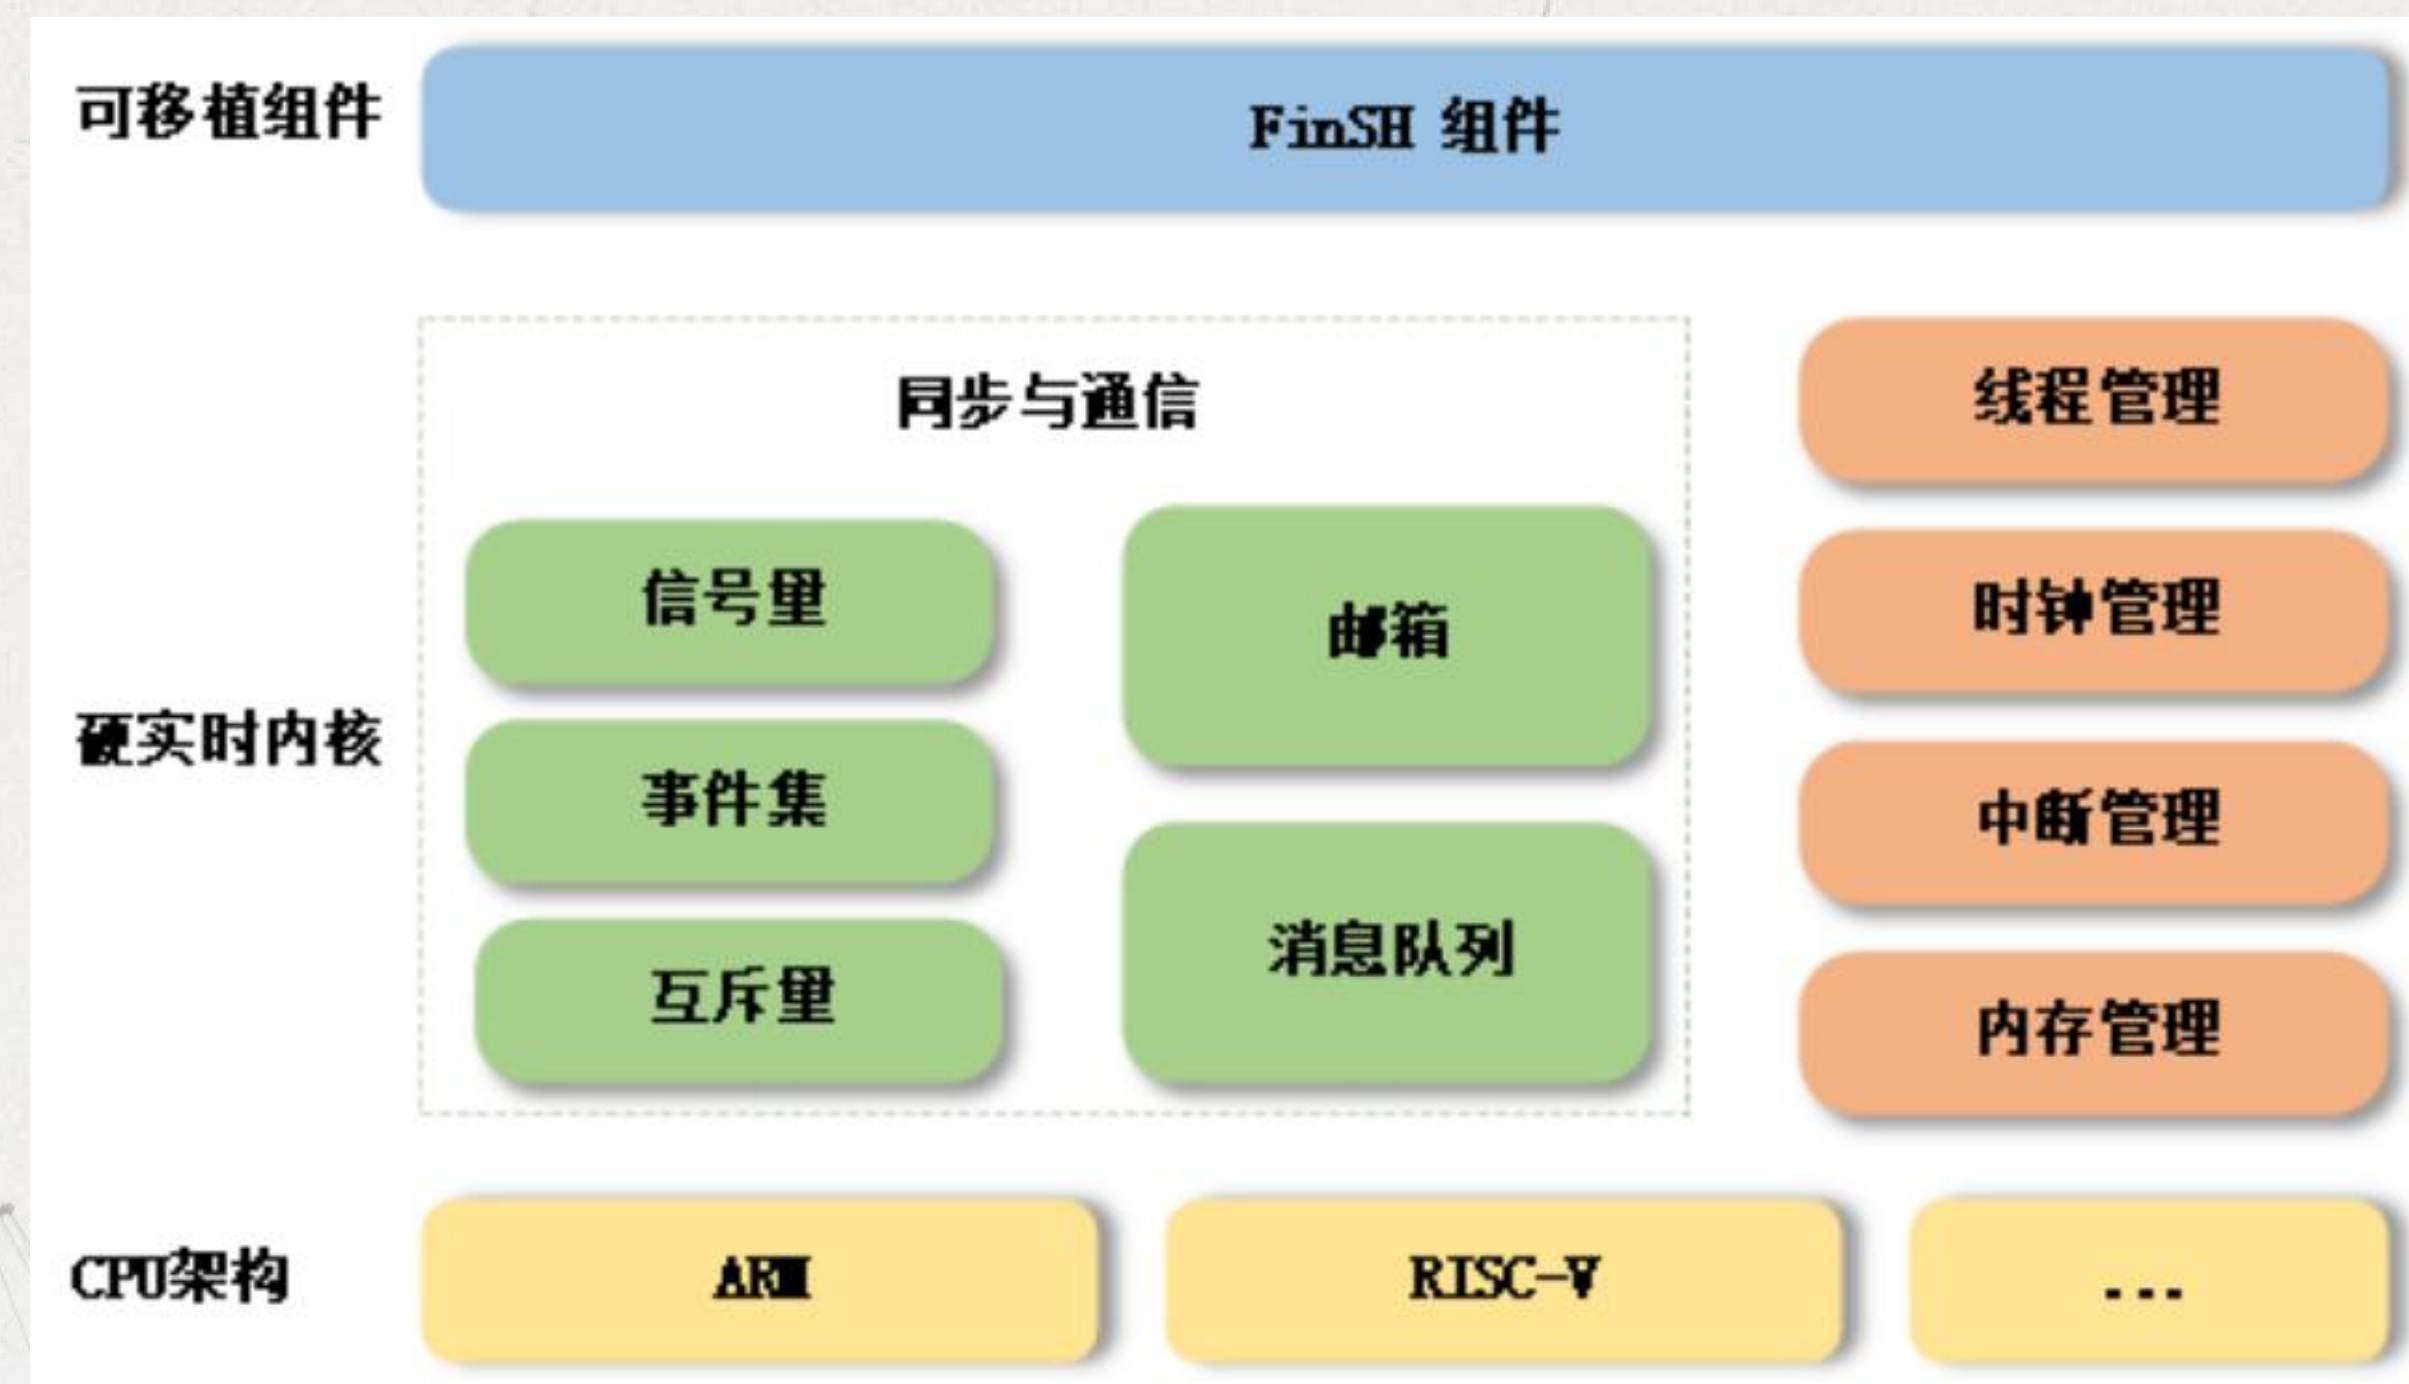 可移植组件
FinSH 组件
硬实时内核
同步与通信
信号量
事件集
互斥量
邮箱
消息队列
线程管理
时钟管理
中断管理
内存管理
CPU架构
ARM
RISC-V
...